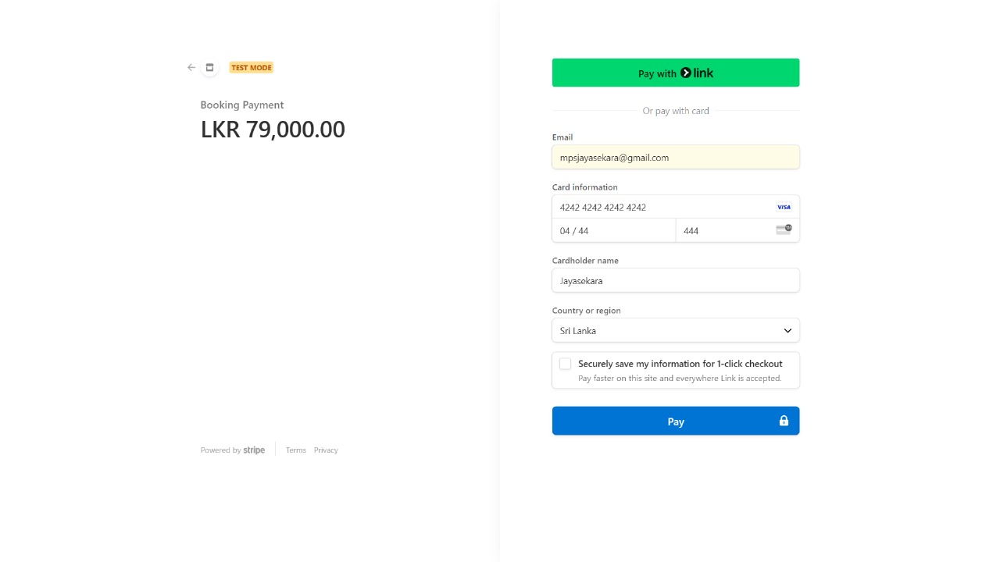 TEST MODE
Booking Payment
LKR 79,000.00
Powered by stripe
Terms Privacy
Pay with link
Or pay with card
Email
mpsjayasekara@gmail.com
Card information
4242 4242 4242 4242 VISA
04 / 44 444
Cardholder name
Jayasekara
Country or region
Sri Lanka
Securely save my information for 1-click checkout
Pay faster on this site and everywhere Link is accepted.
Pay